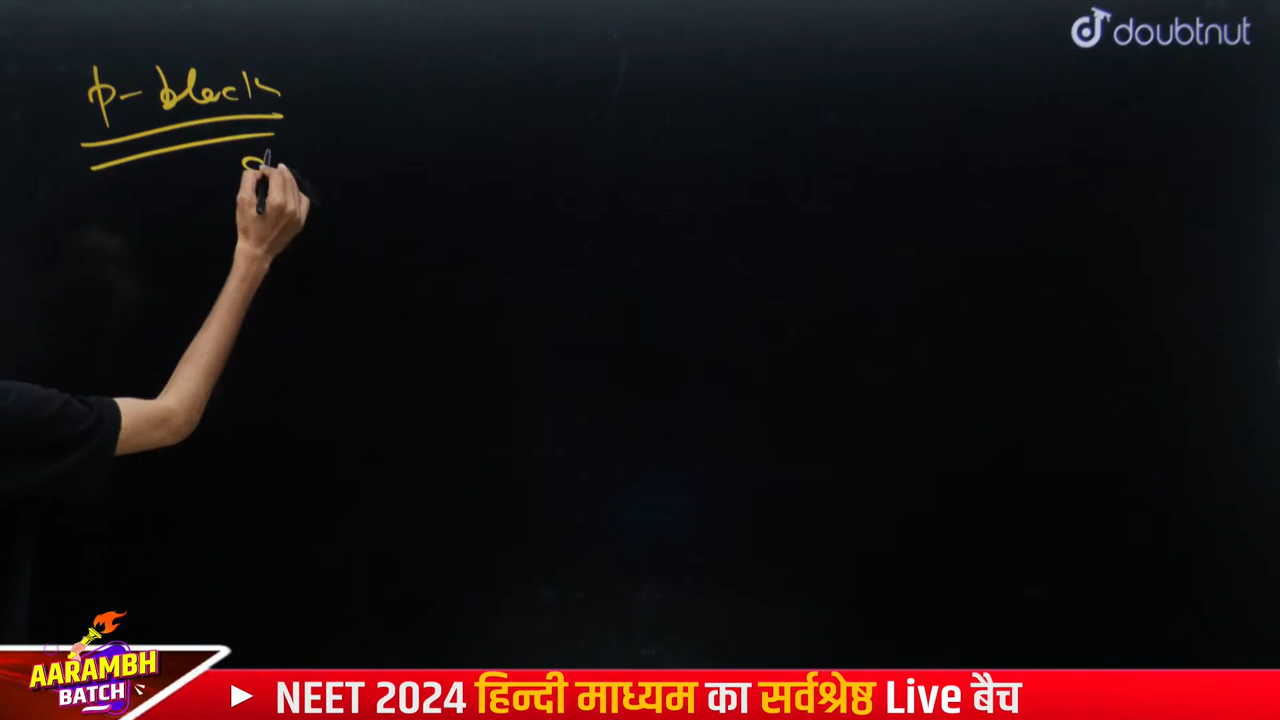 doubtnut
p-block
AARAMBH
BATCH
NEET 2024 हिन्दी माध्यम का सर्वश्रेष्ठ Live बैच